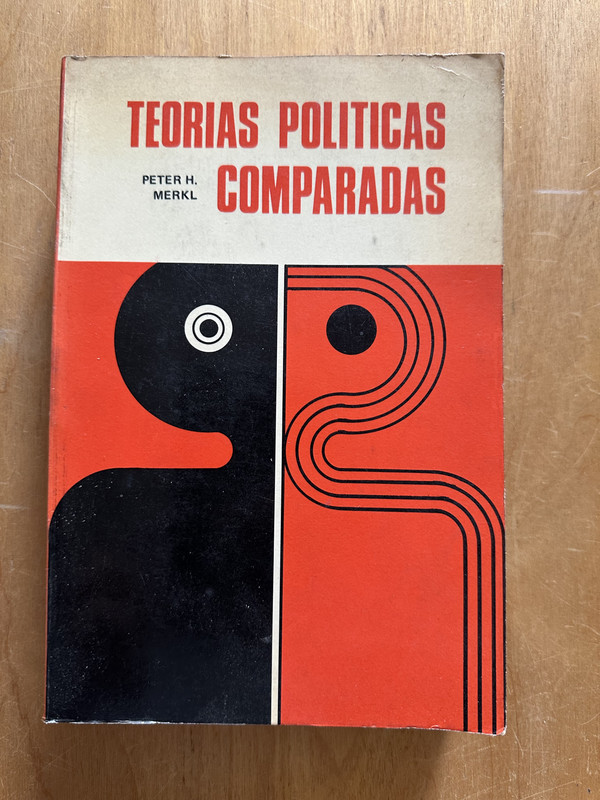 TEORIAS POLITICAS
PETER H.
MERKL
COMPARADAS